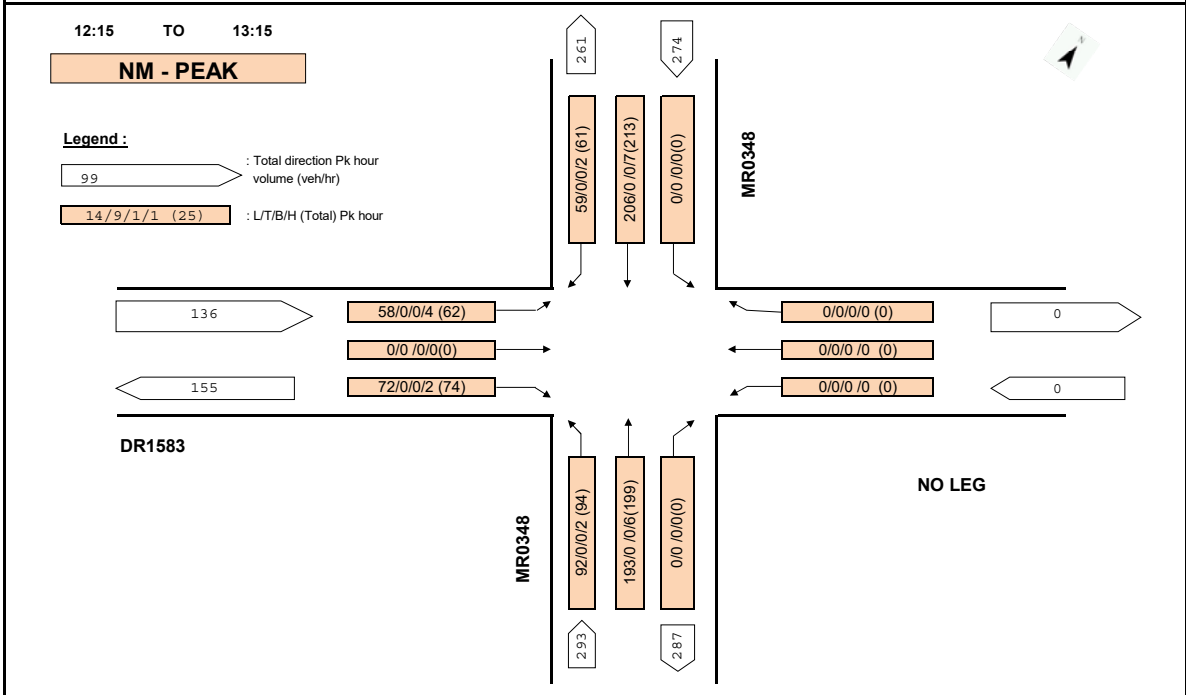 12:15 TO 13:15
NM - PEAK
Legend :
99
: Total direction Pk hour
volume (veh/hr)
14/9/1/1 (25)
: L/T/B/H (Total) Pk hour
261
274
N
59/0/0/2 (61)
206/0 /0/7(213)
0/0 /0/0(0)
MR0348
136
58/0/0/4 (62)
0/0/0/0 (0)
0
0/0 /0/0(0)
0/0/0 /0 (0)
155
72/0/0/2 (74)
0/0/0 /0 (0)
0
DR1583
MR0348
92/0/0/2 (94)
193/0 /0/6(199)
0/0 /0/0(0)
NO LEG
293
287